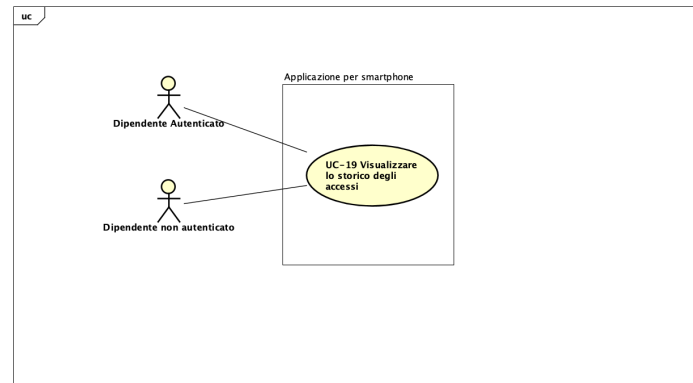 uc
Applicazione per smartphone
Dipendente Autenticato
UC-19 Visualizzare
lo storico degli
accessi
Dipendente non autenticato